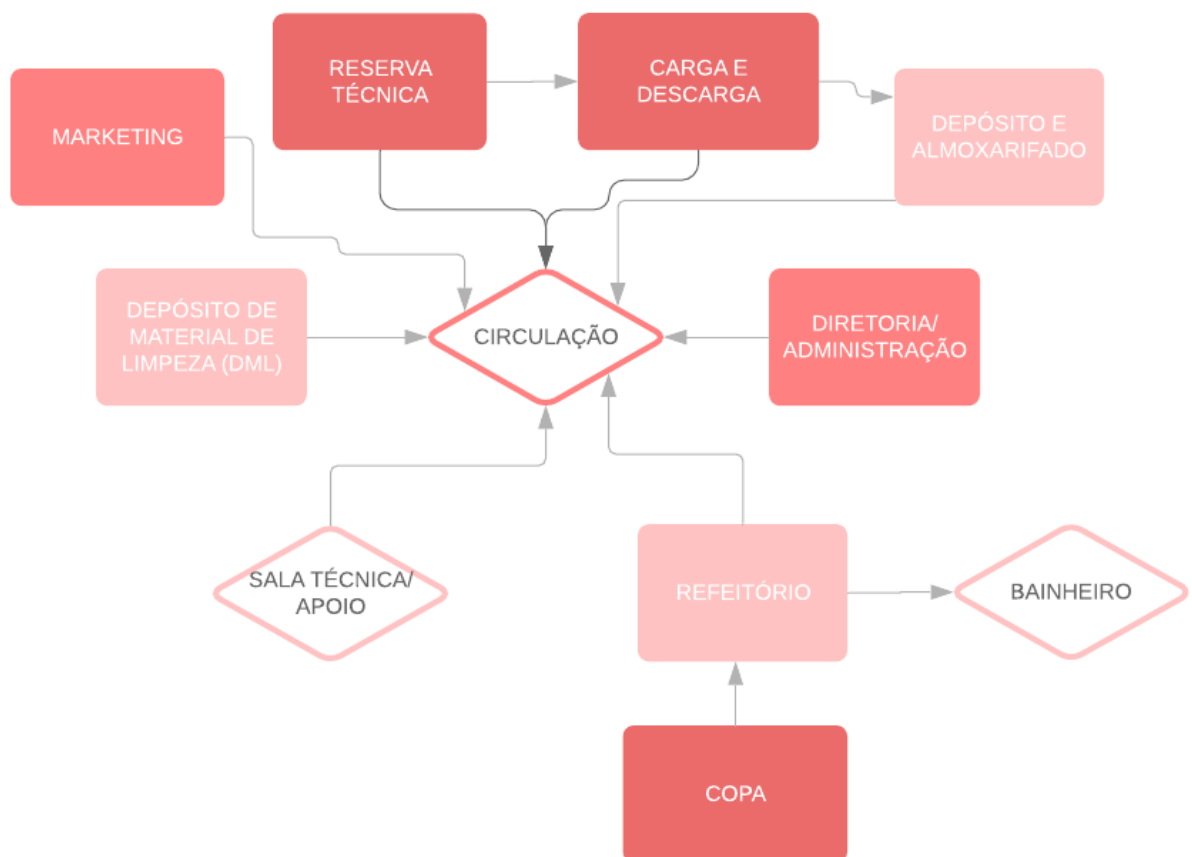 RESERVA
TÉCNICA
CARGA E
DESCARGA
MARKETING
DEPÓSITO E
ALMOXARIFADO
DEPÓSITO DE
MATERIAL DE
LIMPEZA (DML)
CIRCULAÇÃO
DIRETORIA/
ADMINISTRAÇÃO
SALA TÉCNICA/
APOIO
REFEITÓRIO
BAINHEIRO
COPA